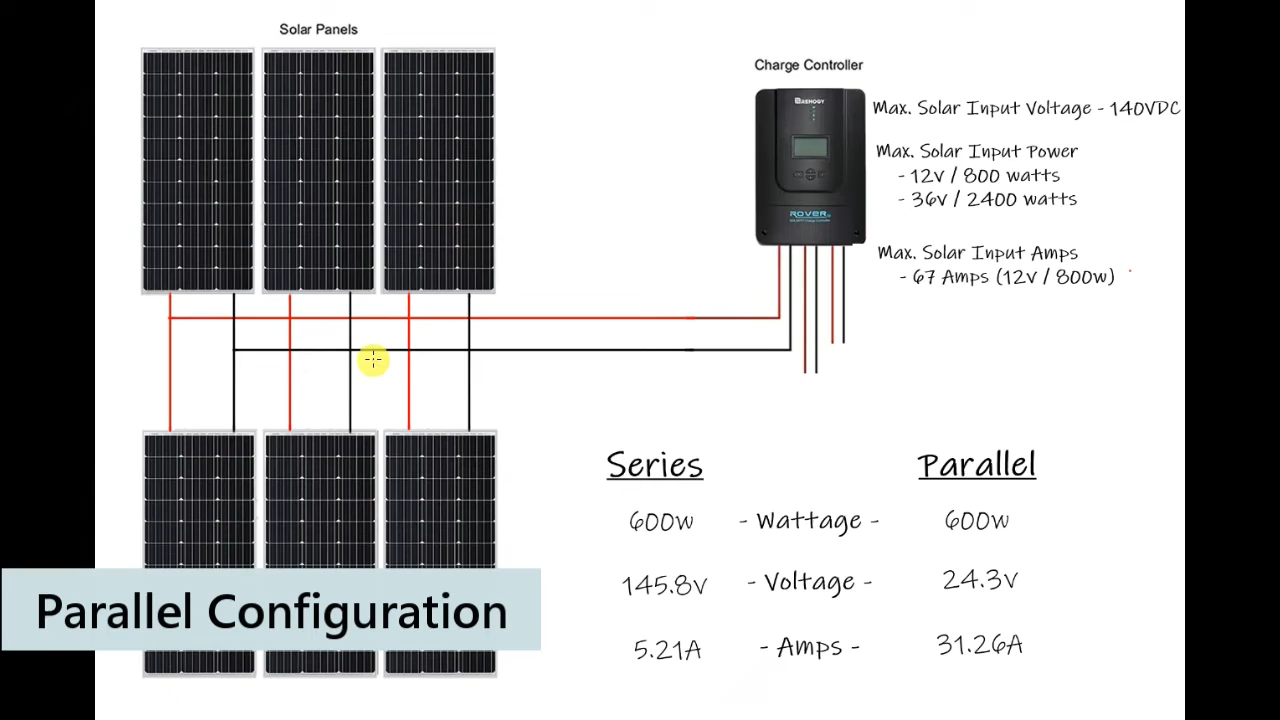 Solar Panels
Charge Controller
RENOGY
Max. Solar Input Voltage - 140VDC
Max. Solar Input Power
- 12v / 800 watts
- 36v / 2400 watts
ROVER
Max. Solar Input Amps
- 67 Amps (12v / 800w)
Series
Parallel
600w - Wattage - 600w
145.8v - Voltage - 24.3v
5.21A - Amps - 31.26A
Parallel Configuration